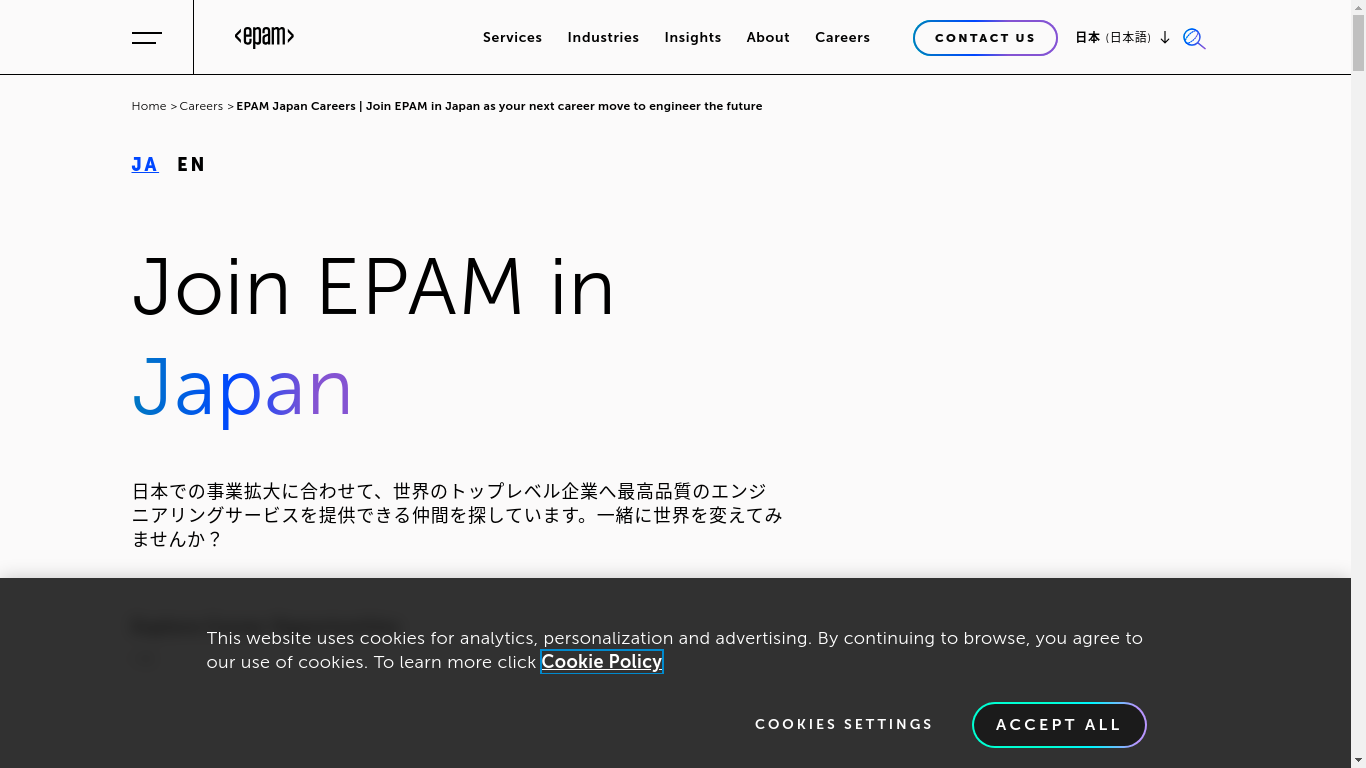 <epam>
Services Industries Insights About Careers CONTACT US 日本 (日本語)
Home > Careers > EPAM Japan Careers | Join EPAM in Japan as your next career move to engineer the future
JA EN
Join EPAM in
Japan
日本での事業拡大に合わせて、世界のトップレベル企業へ最高品質のエンジ
ニアリングサービスを提供できる仲間を探しています。一緒に世界を変えてみ
ませんか？
This website uses cookies for analytics, personalization and advertising. By continuing to browse, you agree to
our use of cookies. To learn more click Cookie Policy
COOKIES SETTINGS ACCEPT ALL